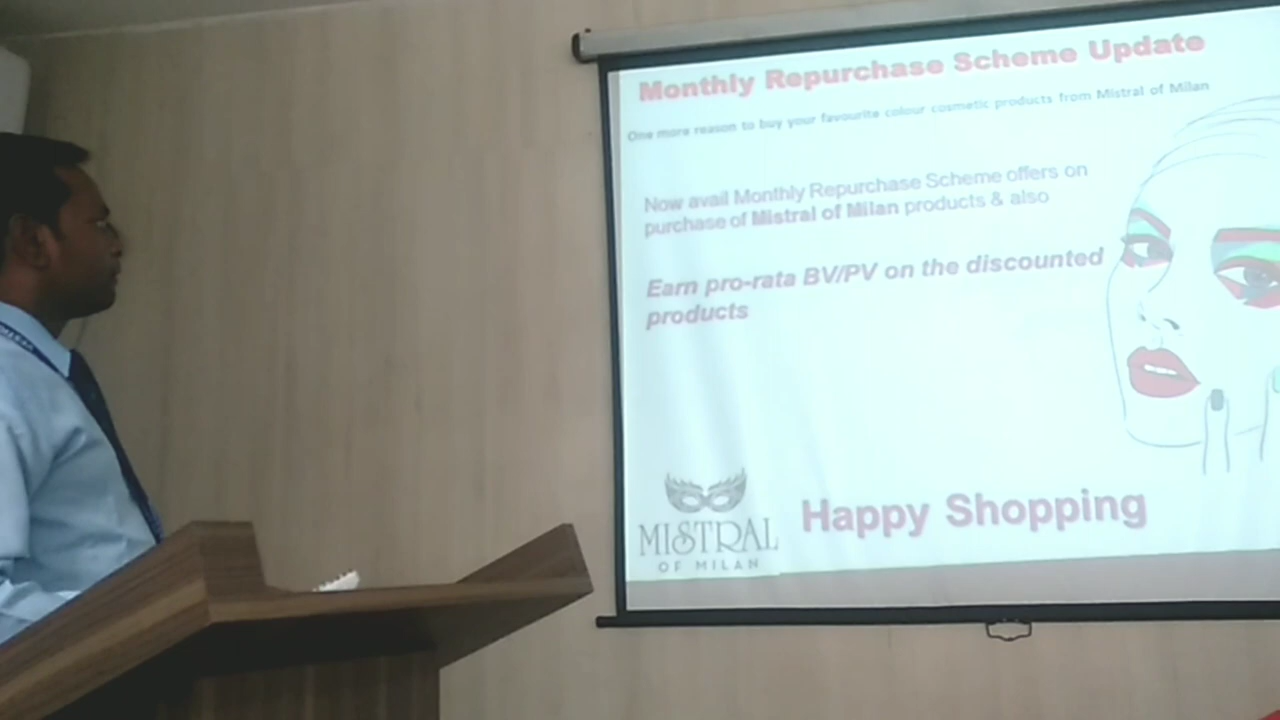 Monthly Repurchase Scheme Update
One more reason to buy your favourite colour cosmetic products from Mistral of Milan
Now avail Monthly Repurchase Scheme offers on
purchase of Mistral of Milan products & also
Earn pro-rata BV/PV on the discounted
products
MISTRAL
OF MILAN
Happy Shopping